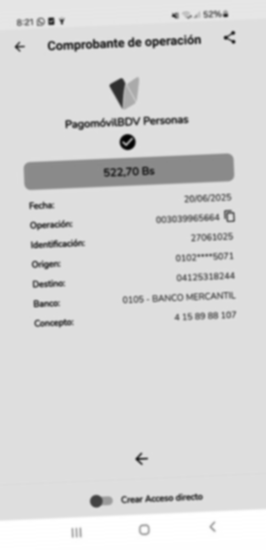 8:21 52%
Comprobante de operación
PagomóvilBDV Personas
522,70 Bs
Fecha: 20/06/2025
Operación: 003039965664
Identificación: 27061025
Origen: 0102****5071
Destino: 04125318244
Banco: 0105 - BANCO MERCANTIL
Concepto: 4 15 89 88 107
Crear Acceso directo